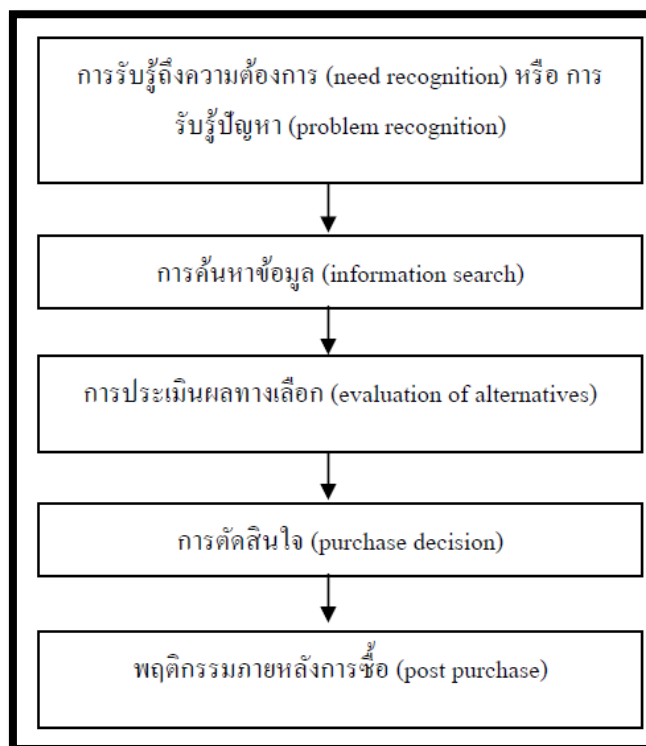 การรับรู้ถึงความต้องการ (need recognition) หรือ การ
รับรู้ปัญหา (problem recognition)
การค้นหาข้อมูล (information search)
การประเมินผลทางเลือก (evaluation of alternatives)
การตัดสินใจ (purchase decision)
พฤติกรรมภายหลังการซื้อ (post purchase)